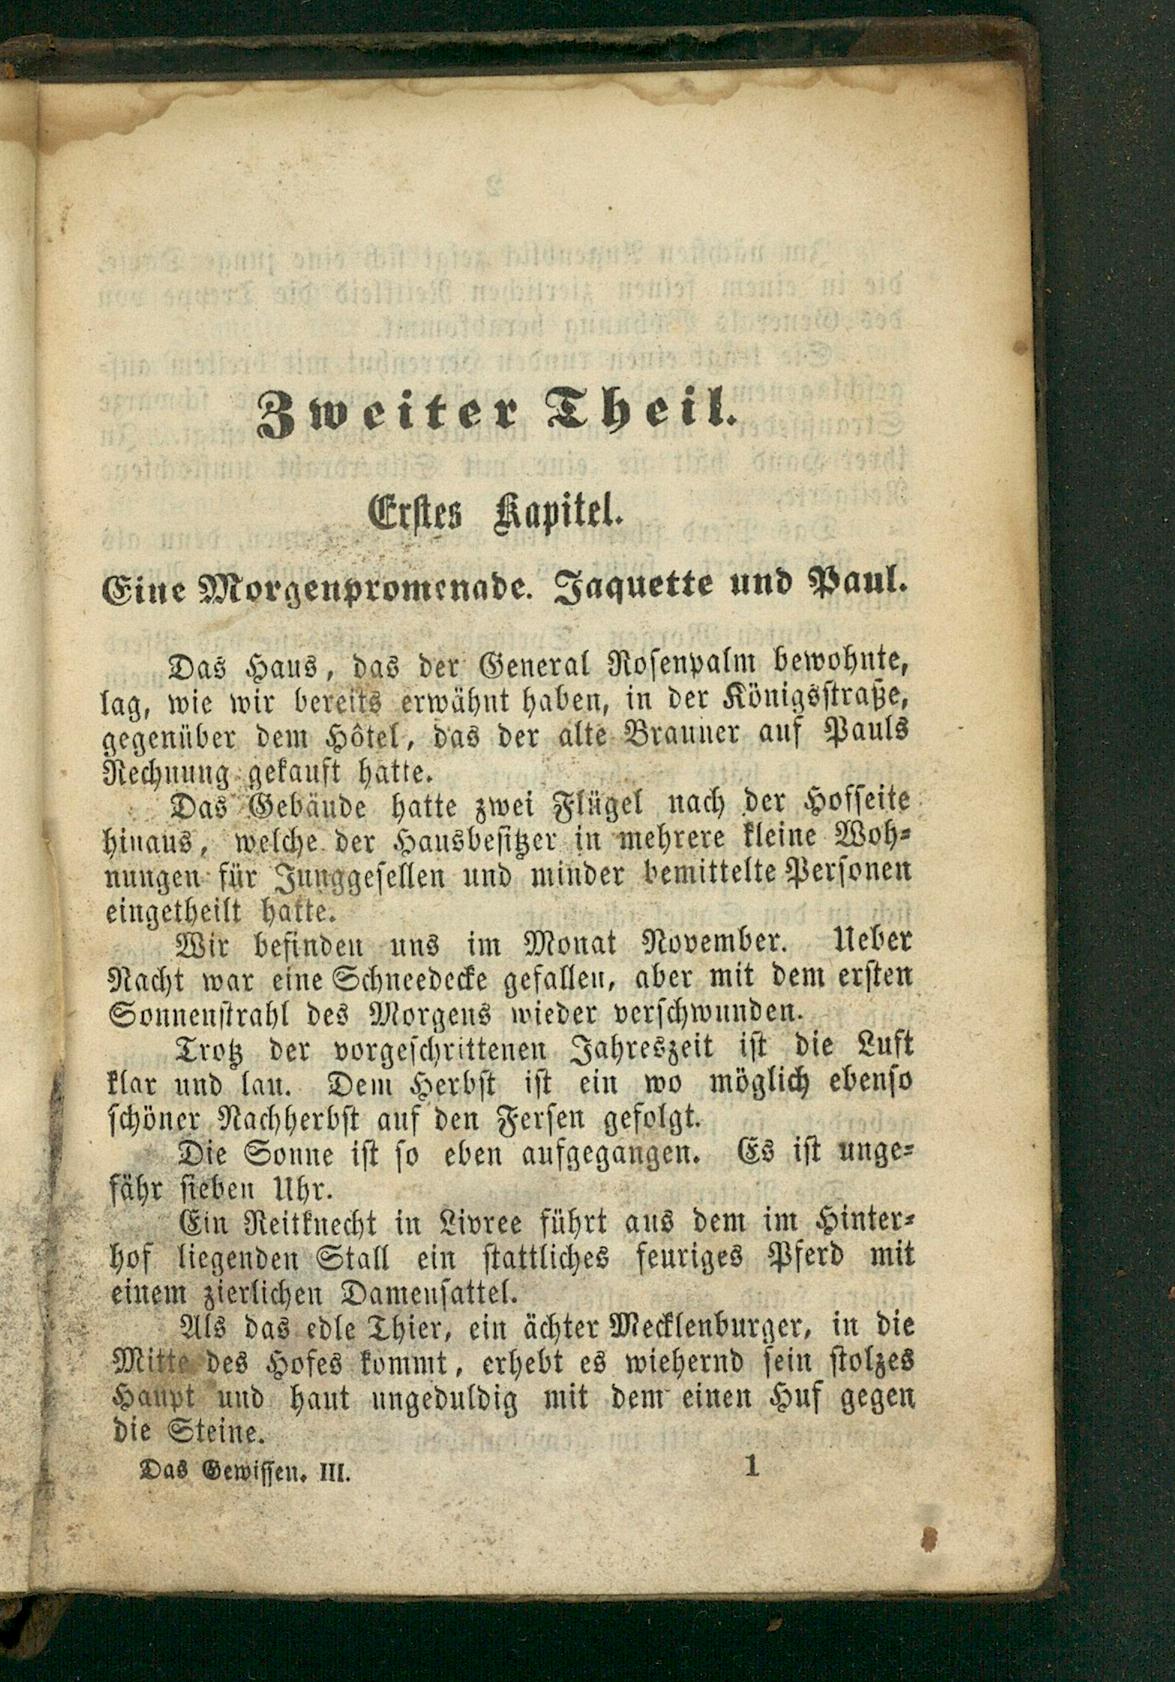 Zweiter Theil.
Erstes Kapitel.
Eine Morgenpromenade. Jaquette und Paul.
Das Haus, das der General Rosenpalm bewohnte,
lag, wie wir bereits erwähnt haben, in der Königsstraße,
gegenüber dem Hôtel, das der alte Brauner auf Pauls
Rechnung gekauft hatte.
Das Gebäude hatte zwei Flügel nach der Hofseite
hinaus, welche der Hausbesitzer in mehrere kleine Woh-
nungen für Junggesellen und minder bemittelte Personen
eingetheilt hatte.
Wir befinden uns im Monat November. Ueber
Nacht war eine Schneedecke gefallen, aber mit dem ersten
Sonnenstrahl des Morgens wieder verschwunden.
Trotz der vorgeschrittenen Jahreszeit ist die Luft
klar und lau. Dem Herbst ist ein wo möglich ebenso
schöner Nachherbst auf den Fersen gefolgt.
Die Sonne ist so eben aufgegangen. Es ist unge-
fähr sieben Uhr.
Ein Reitknecht in Livree führt aus dem im Hinter-
hof liegenden Stall ein stattliches feuriges Pferd mit
einem zierlichen Damensattel.
Als das edle Thier, ein ächter Mecklenburger, in die
Mitte des Hofes kommt, erhebt es wiehernd sein stolzes
Haupt und haut ungeduldig mit dem einen Huf gegen
die Steine.
Das Gewissen. III. 1